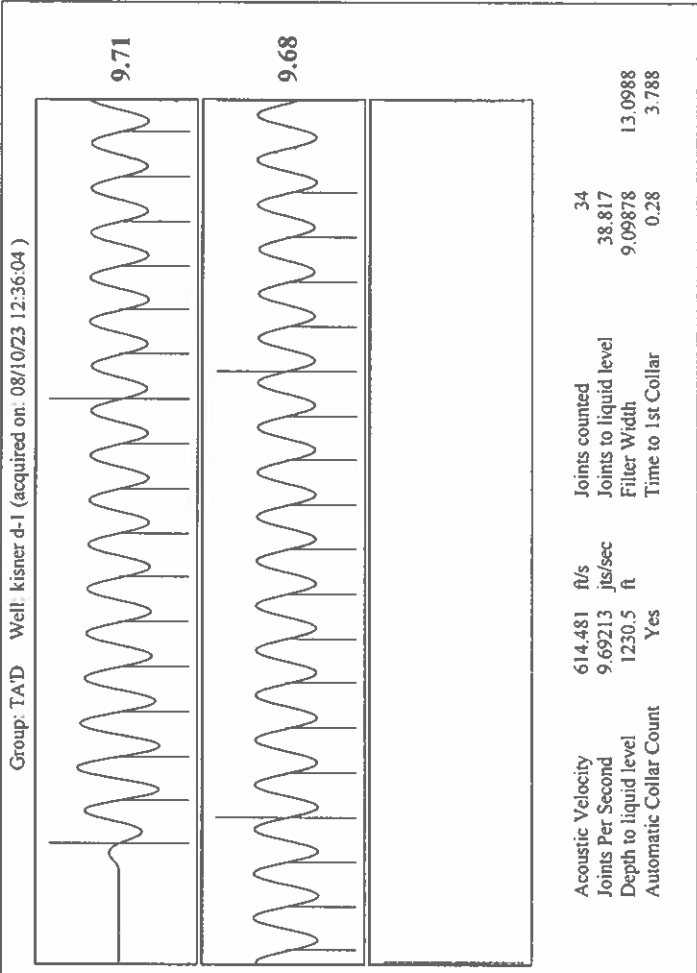 Group: TA'D Well: kisner d-1 (acquired on: 08/10/23 12:36:04 )
9.71
9.68
Acoustic Velocity 614.481 ft/s Joints counted 34
Joints Per Second 9.69213 jts/sec Joints to liquid level 38.817
Depth to liquid level 1230.5 ft Filter Width 9.09878 13.0988
Automatic Collar Count Yes Time to 1st Collar 0.28 3.788